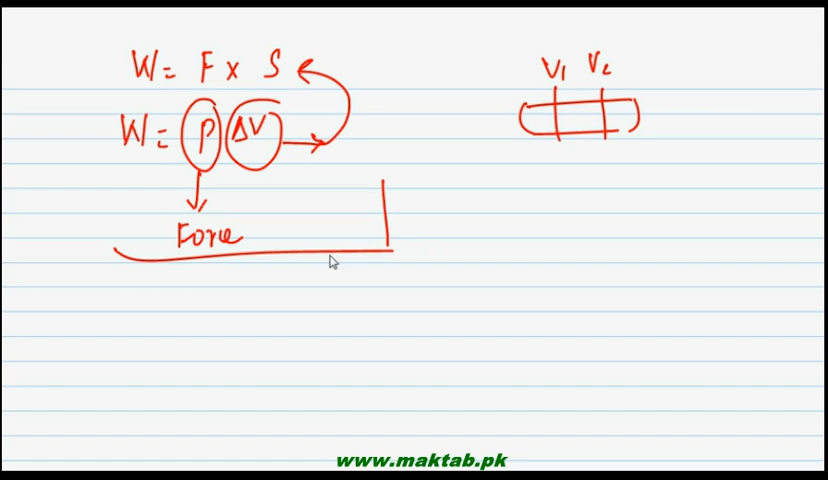 W = F x S
W = P ΔV
Force
V1 V2
www.maktab.pk